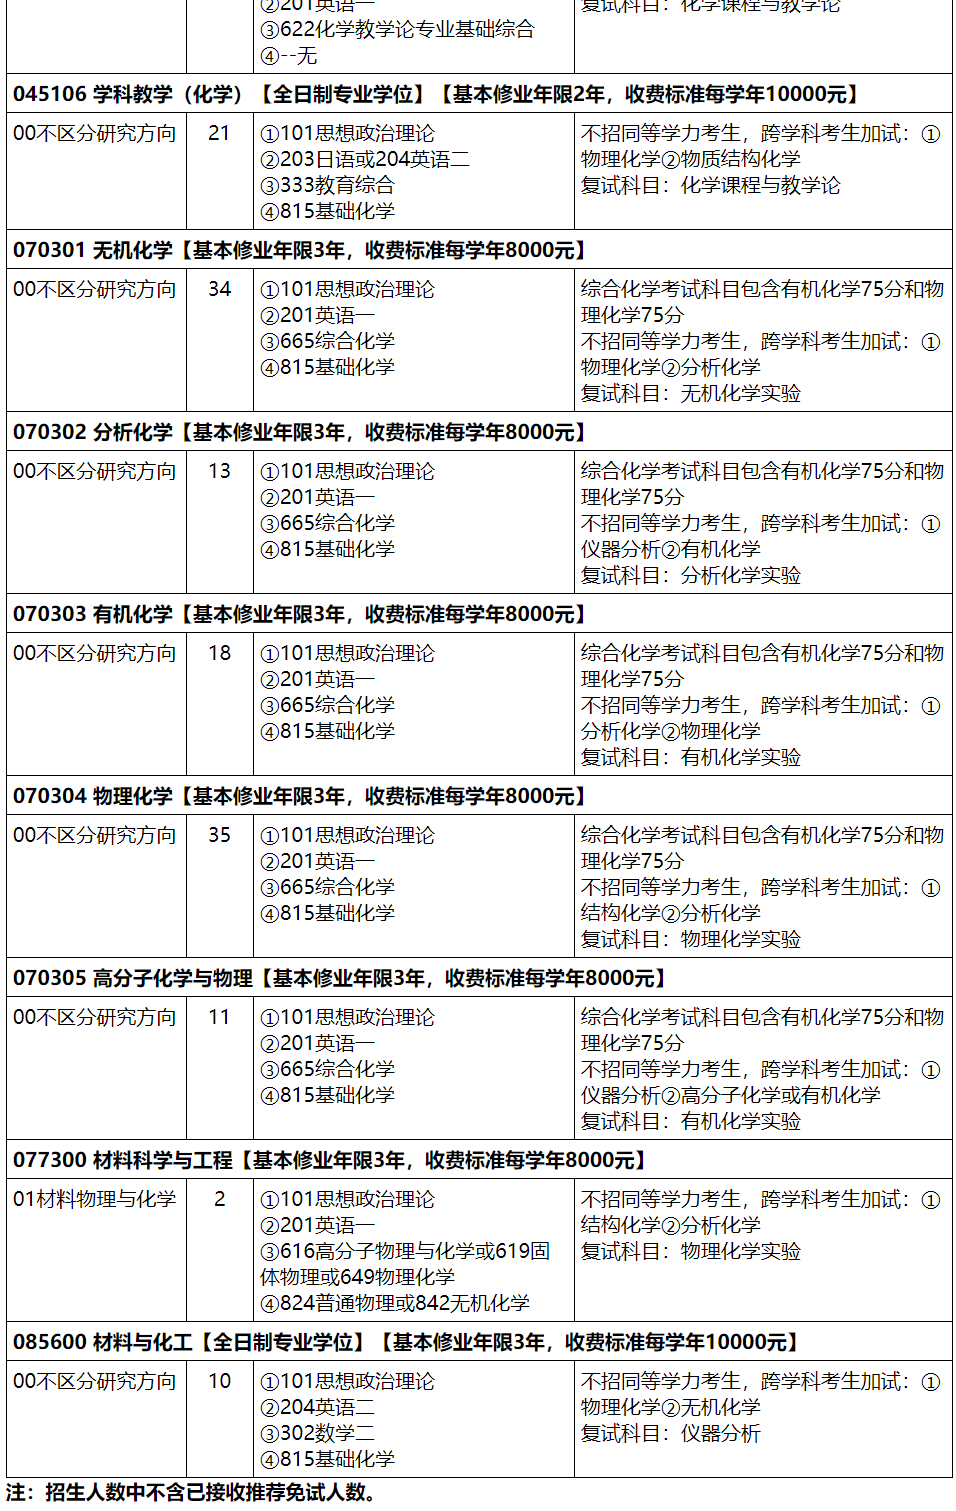 ②201英语一
复试科目：化学课程与教学论
③622化学教学论专业基础综合
④--无
045106 学科教学（化学）【全日制专业学位】【基本修业年限2年，收费标准每学年10000元】
00不区分研究方向
21
①101思想政治理论
②203日语或204英语二
③333教育综合
④815基础化学
不招同等学力考生，跨学科考生加试：①
物理化学②物质结构化学
复试科目：化学课程与教学论
070301 无机化学【基本修业年限3年，收费标准每学年8000元】
00不区分研究方向
34
①101思想政治理论
②201英语一
③665综合化学
④815基础化学
综合化学考试科目包含有机化学75分和物
理化学75分
不招同等学力考生，跨学科考生加试：①
物理化学②分析化学
复试科目：无机化学实验
070302 分析化学【基本修业年限3年，收费标准每学年8000元】
00不区分研究方向
13
①101思想政治理论
②201英语一
③665综合化学
④815基础化学
综合化学考试科目包含有机化学75分和物
理化学75分
不招同等学力考生，跨学科考生加试：①
仪器分析②有机化学
复试科目：分析化学实验
070303 有机化学【基本修业年限3年，收费标准每学年8000元】
00不区分研究方向
18
①101思想政治理论
②201英语一
③665综合化学
④815基础化学
综合化学考试科目包含有机化学75分和物
理化学75分
不招同等学力考生，跨学科考生加试：①
分析化学②物理化学
复试科目：有机化学实验
070304 物理化学【基本修业年限3年，收费标准每学年8000元】
00不区分研究方向
35
①101思想政治理论
②201英语一
③665综合化学
④815基础化学
综合化学考试科目包含有机化学75分和物
理化学75分
不招同等学力考生，跨学科考生加试：①
结构化学②分析化学
复试科目：物理化学实验
070305 高分子化学与物理【基本修业年限3年，收费标准每学年8000元】
00不区分研究方向
11
①101思想政治理论
②201英语一
③665综合化学
④815基础化学
综合化学考试科目包含有机化学75分和物
理化学75分
不招同等学力考生，跨学科考生加试：①
仪器分析②高分子化学或有机化学
复试科目：有机化学实验
077300 材料科学与工程【基本修业年限3年，收费标准每学年8000元】
01材料物理与化学
2
①101思想政治理论
②201英语一
③616高分子物理与化学或619固
体物理或649物理化学
④824普通物理或842无机化学
不招同等学力考生，跨学科考生加试：①
结构化学②分析化学
复试科目：物理化学实验
085600 材料与化工【全日制专业学位】【基本修业年限3年，收费标准每学年10000元】
00不区分研究方向
10
①101思想政治理论
②204英语二
③302数学二
④815基础化学
不招同等学力考生，跨学科考生加试：①
物理化学②无机化学
复试科目：仪器分析
注：招生人数中不含已接收推荐免试人数。